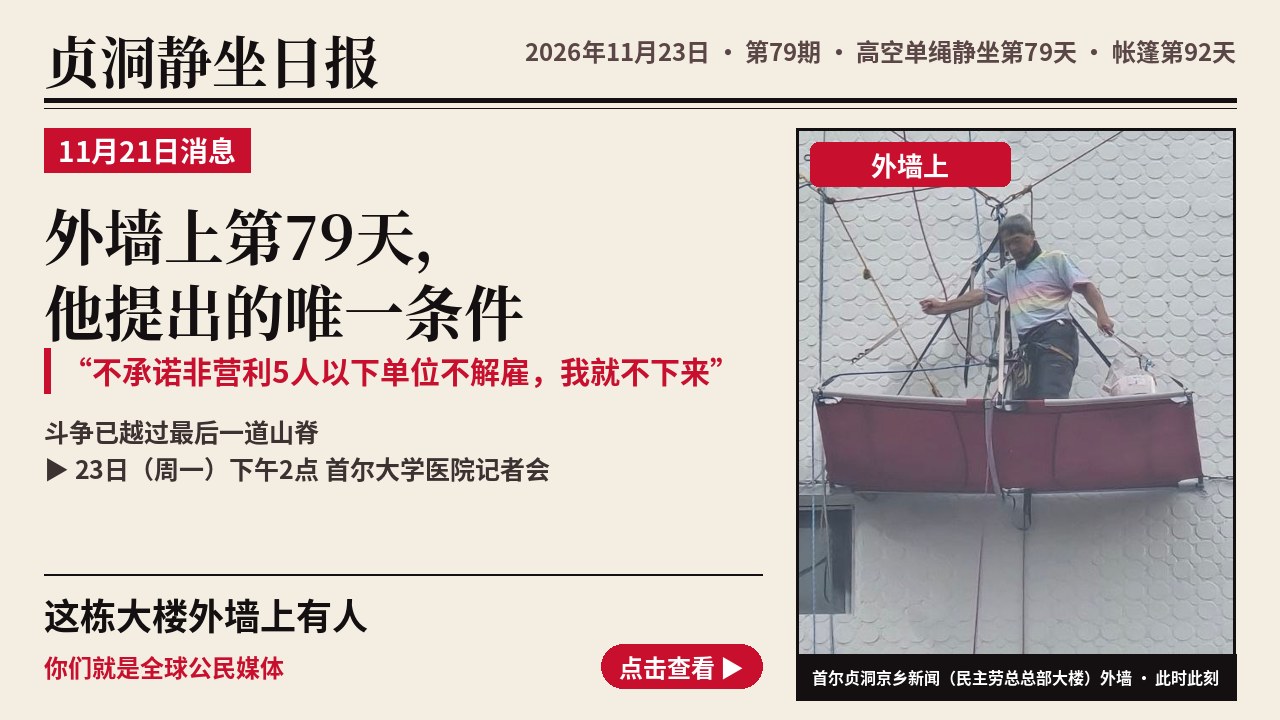 贞洞静坐日报
2026年11月23日 · 第79期 · 高空单绳静坐第79天 · 帐篷第92天
11月21日消息
外墙上第79天,
他提出的唯一条件
“不承诺非营利5人以下单位不解雇，我就不下来”
斗争已越过最后一道山脊
▶ 23日（周一）下午2点 首尔大学医院记者会
这栋大楼外墙上有人
你们就是全球公民媒体
点击查看 ▶
外墙上
首尔贞洞京乡新闻（民主劳总总部大楼）外墙 · 此时此刻